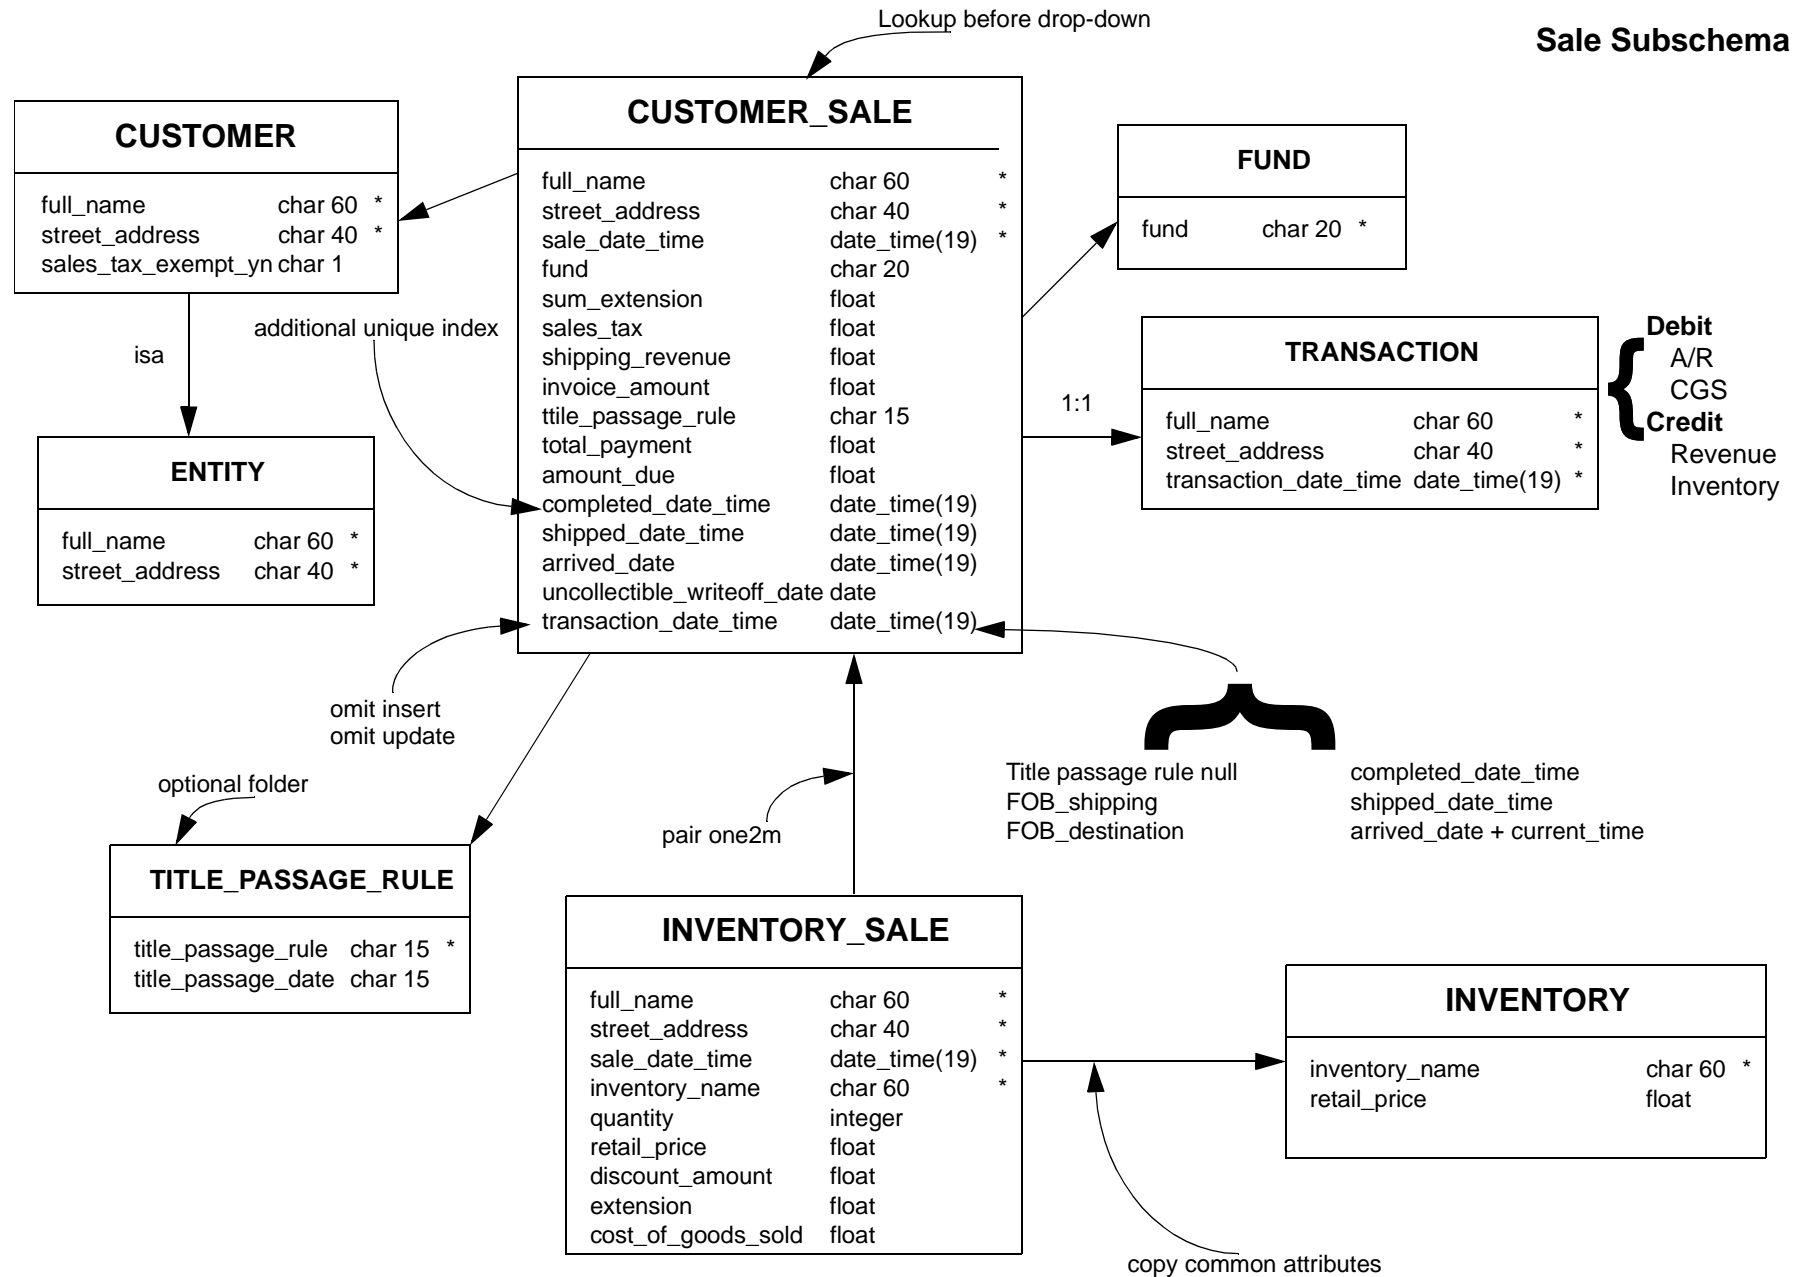 Lookup before drop-down
Sale Subschema
CUSTOMER
full_name char 60 *
street_address char 40 *
sales_tax_exempt_yn char 1
CUSTOMER_SALE
full_name char 60 *
street_address char 40 *
sale_date_time date_time(19) *
fund char 20
sum_extension float
sales_tax float
shipping_revenue float
invoice_amount float
ttile_passage_rule char 15
total_payment float
amount_due float
completed_date_time date_time(19)
shipped_date_time date_time(19)
arrived_date date_time(19)
uncollectible_writeoff_date date
transaction_date_time date_time(19)
FUND
fund char 20 *
additional unique index
isa
1:1
TRANSACTION
full_name char 60 *
street_address char 40 *
transaction_date_time date_time(19) *
{
Debit
A/R
CGS
Credit
Revenue
Inventory
ENTITY
full_name char 60 *
street_address char 40 *
omit insert
omit update
optional folder
pair one2m
{
Title passage rule null completed_date_time
FOB_shipping shipped_date_time
FOB_destination arrived_date + current_time
TITLE_PASSAGE_RULE
title_passage_rule char 15 *
title_passage_date char 15
INVENTORY_SALE
full_name char 60 *
street_address char 40 *
sale_date_time date_time(19) *
inventory_name char 60 *
quantity integer
retail_price float
discount_amount float
extension float
cost_of_goods_sold float
INVENTORY
inventory_name char 60 *
retail_price float
copy common attributes